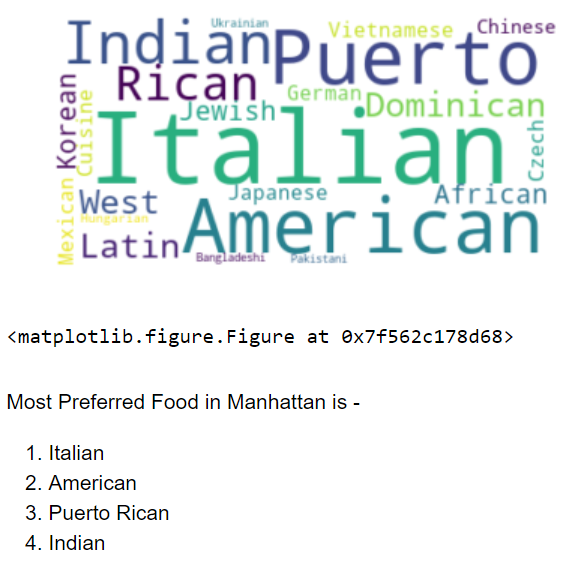 Ukrainian
Indian
Vietnamese
Chinese
Puerto
Rican
Korean
Cuisine
German
Jewish
Dominican
Italian
Czech
Mexican
West
Japanese
African
Hungarian
American
Latin
Bangladeshi
Pakistani
<matplotlib.figure.Figure at 0x7f562c178d68>
Most Preferred Food in Manhattan is -
1. Italian
2. American
3. Puerto Rican
4. Indian